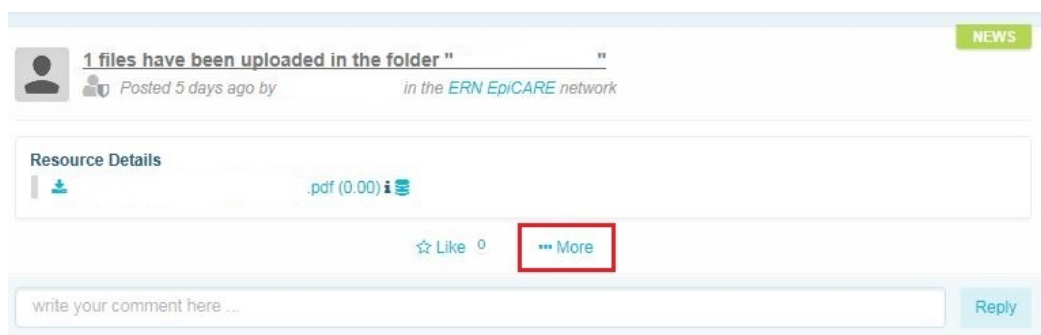 NEWS
1 files have been uploaded in the folder " "
Posted 5 days ago by in the ERN EpiCARE network
Resource Details
.pdf (0.00) i
Like 0 ••• More
write your comment here ...
Reply